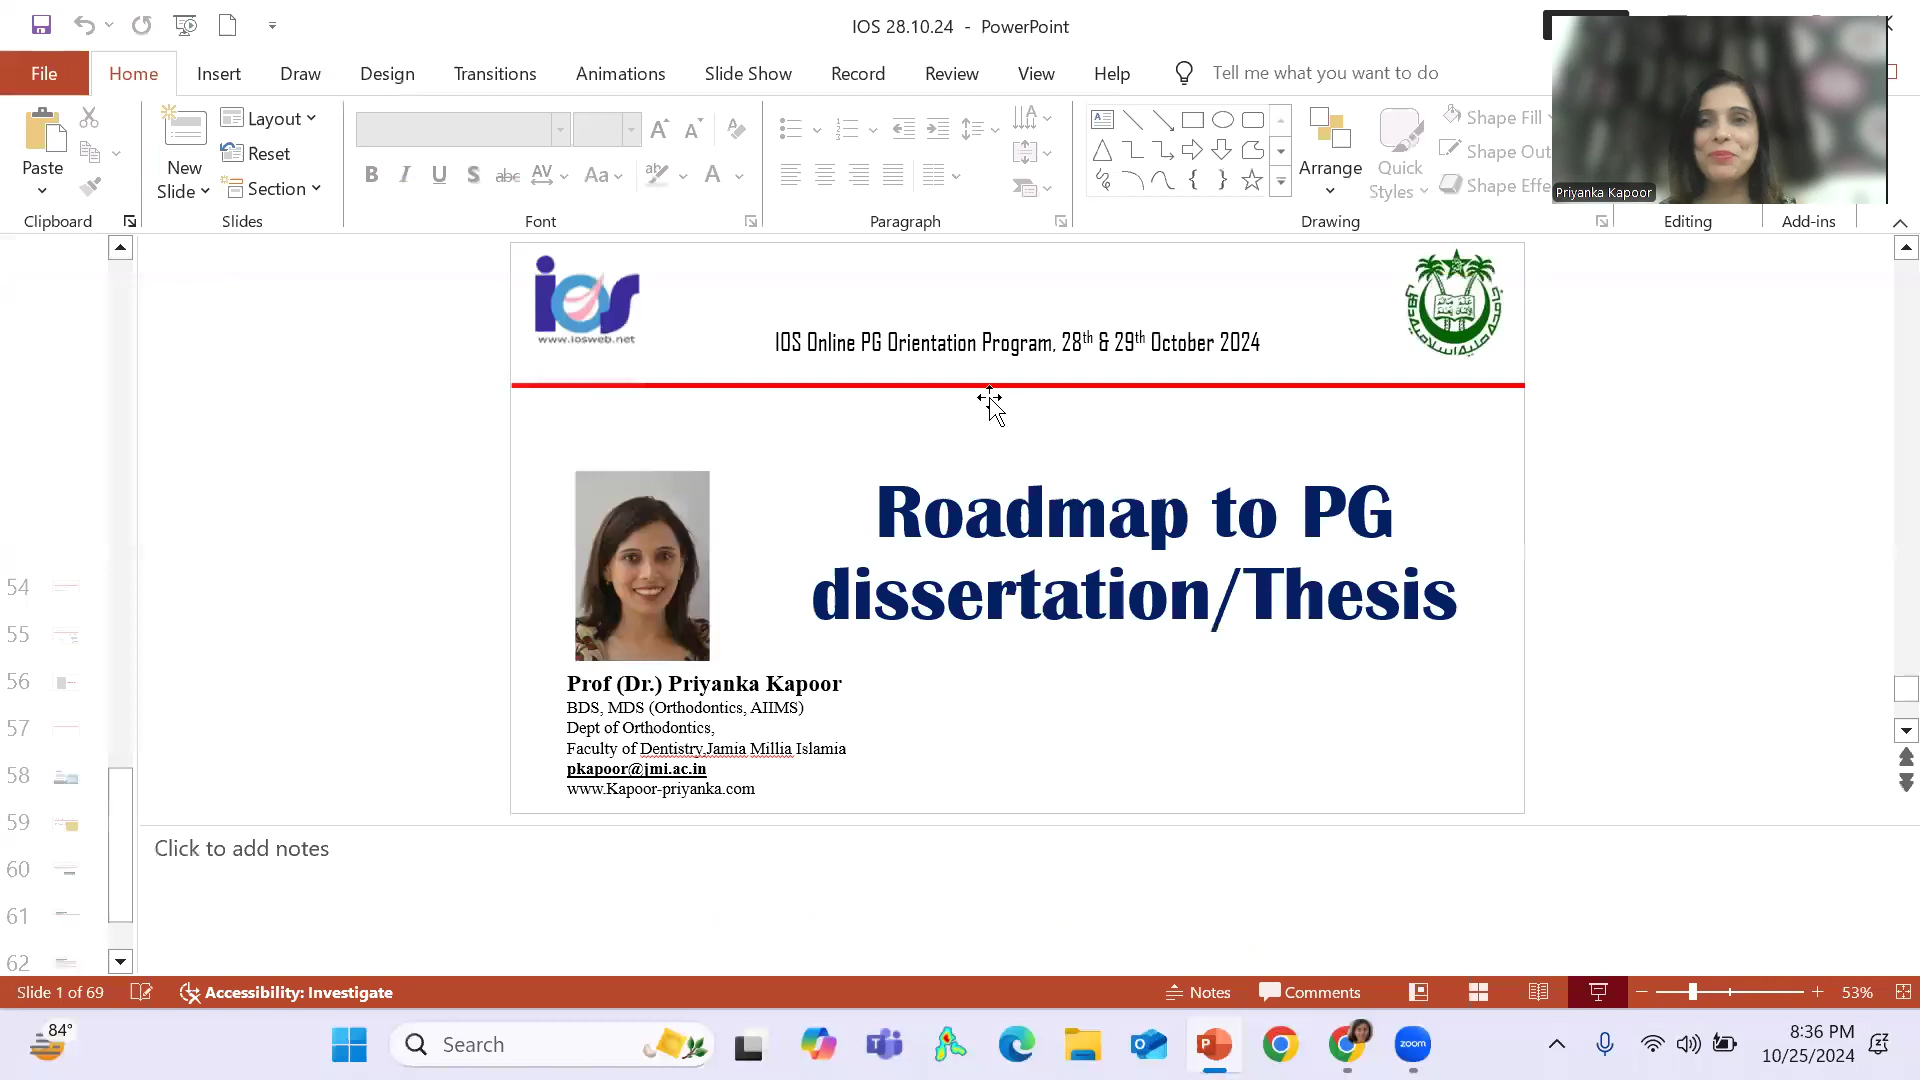 IOS 28.10.24 - PowerPoint
File
Home
Insert
Draw
Design
Transitions
Animations
Slide Show
Record
Review
View
Help
Tell me what you want to do
Paste
Clipboard
New
Slide
Layout
Reset
Section
Slides
Font
Paragraph
Arrange
Quick
Styles
Shape Fill
Shape Out
Shape Effe
Drawing
Editing
Add-ins
Priyanka Kapoor
ios
www.iosweb.net
IOS Online PG Orientation Program, 28th & 29th October 2024
Roadmap to PG
dissertation/Thesis
Prof (Dr.) Priyanka Kapoor
BDS, MDS (Orthodontics, AIIMS)
Dept of Orthodontics,
Faculty of Dentistry,Jamia Millia Islamia
pkapoor@jmi.ac.in
www.Kapoor-priyanka.com
54
55
56
57
58
59
60
61
62
Click to add notes
Slide 1 of 69
Accessibility: Investigate
Notes
Comments
53%
84°
Search
zoom
8:36 PM
10/25/2024